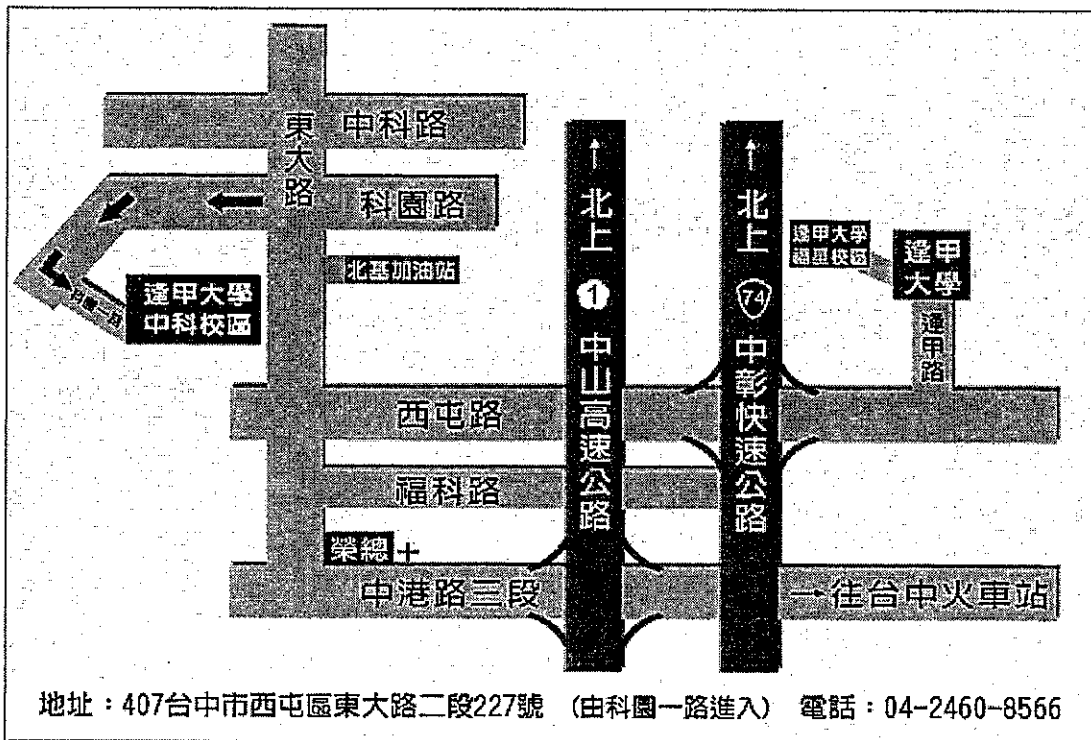 東大路
中科路
科園路
北上
1
中山高速公路
北上
74
中彰快速公路
逢甲大學
福星校區
逢甲
大學
逢甲路
北基加油站
逢甲大學
中科校區
西屯路
福科路
榮總
中港路三段
→往台中火車站
地址：407台中市西屯區東大路二段227號 (由科園一路進入) 電話：04-2460-8566